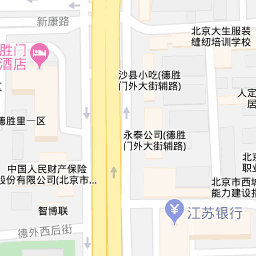 新康路
北京大生服装
缝纫培训学校
胜门
酒店
沙县小吃(德胜
门外大街辅路)
人定
居
德胜里一区
永泰公司(德胜
门外大街辅路)
北京
职业
中国人民财产保险
股份有限公司(北京市...
北京市西城
能力建设指
智博联
江苏银行
德外西后街